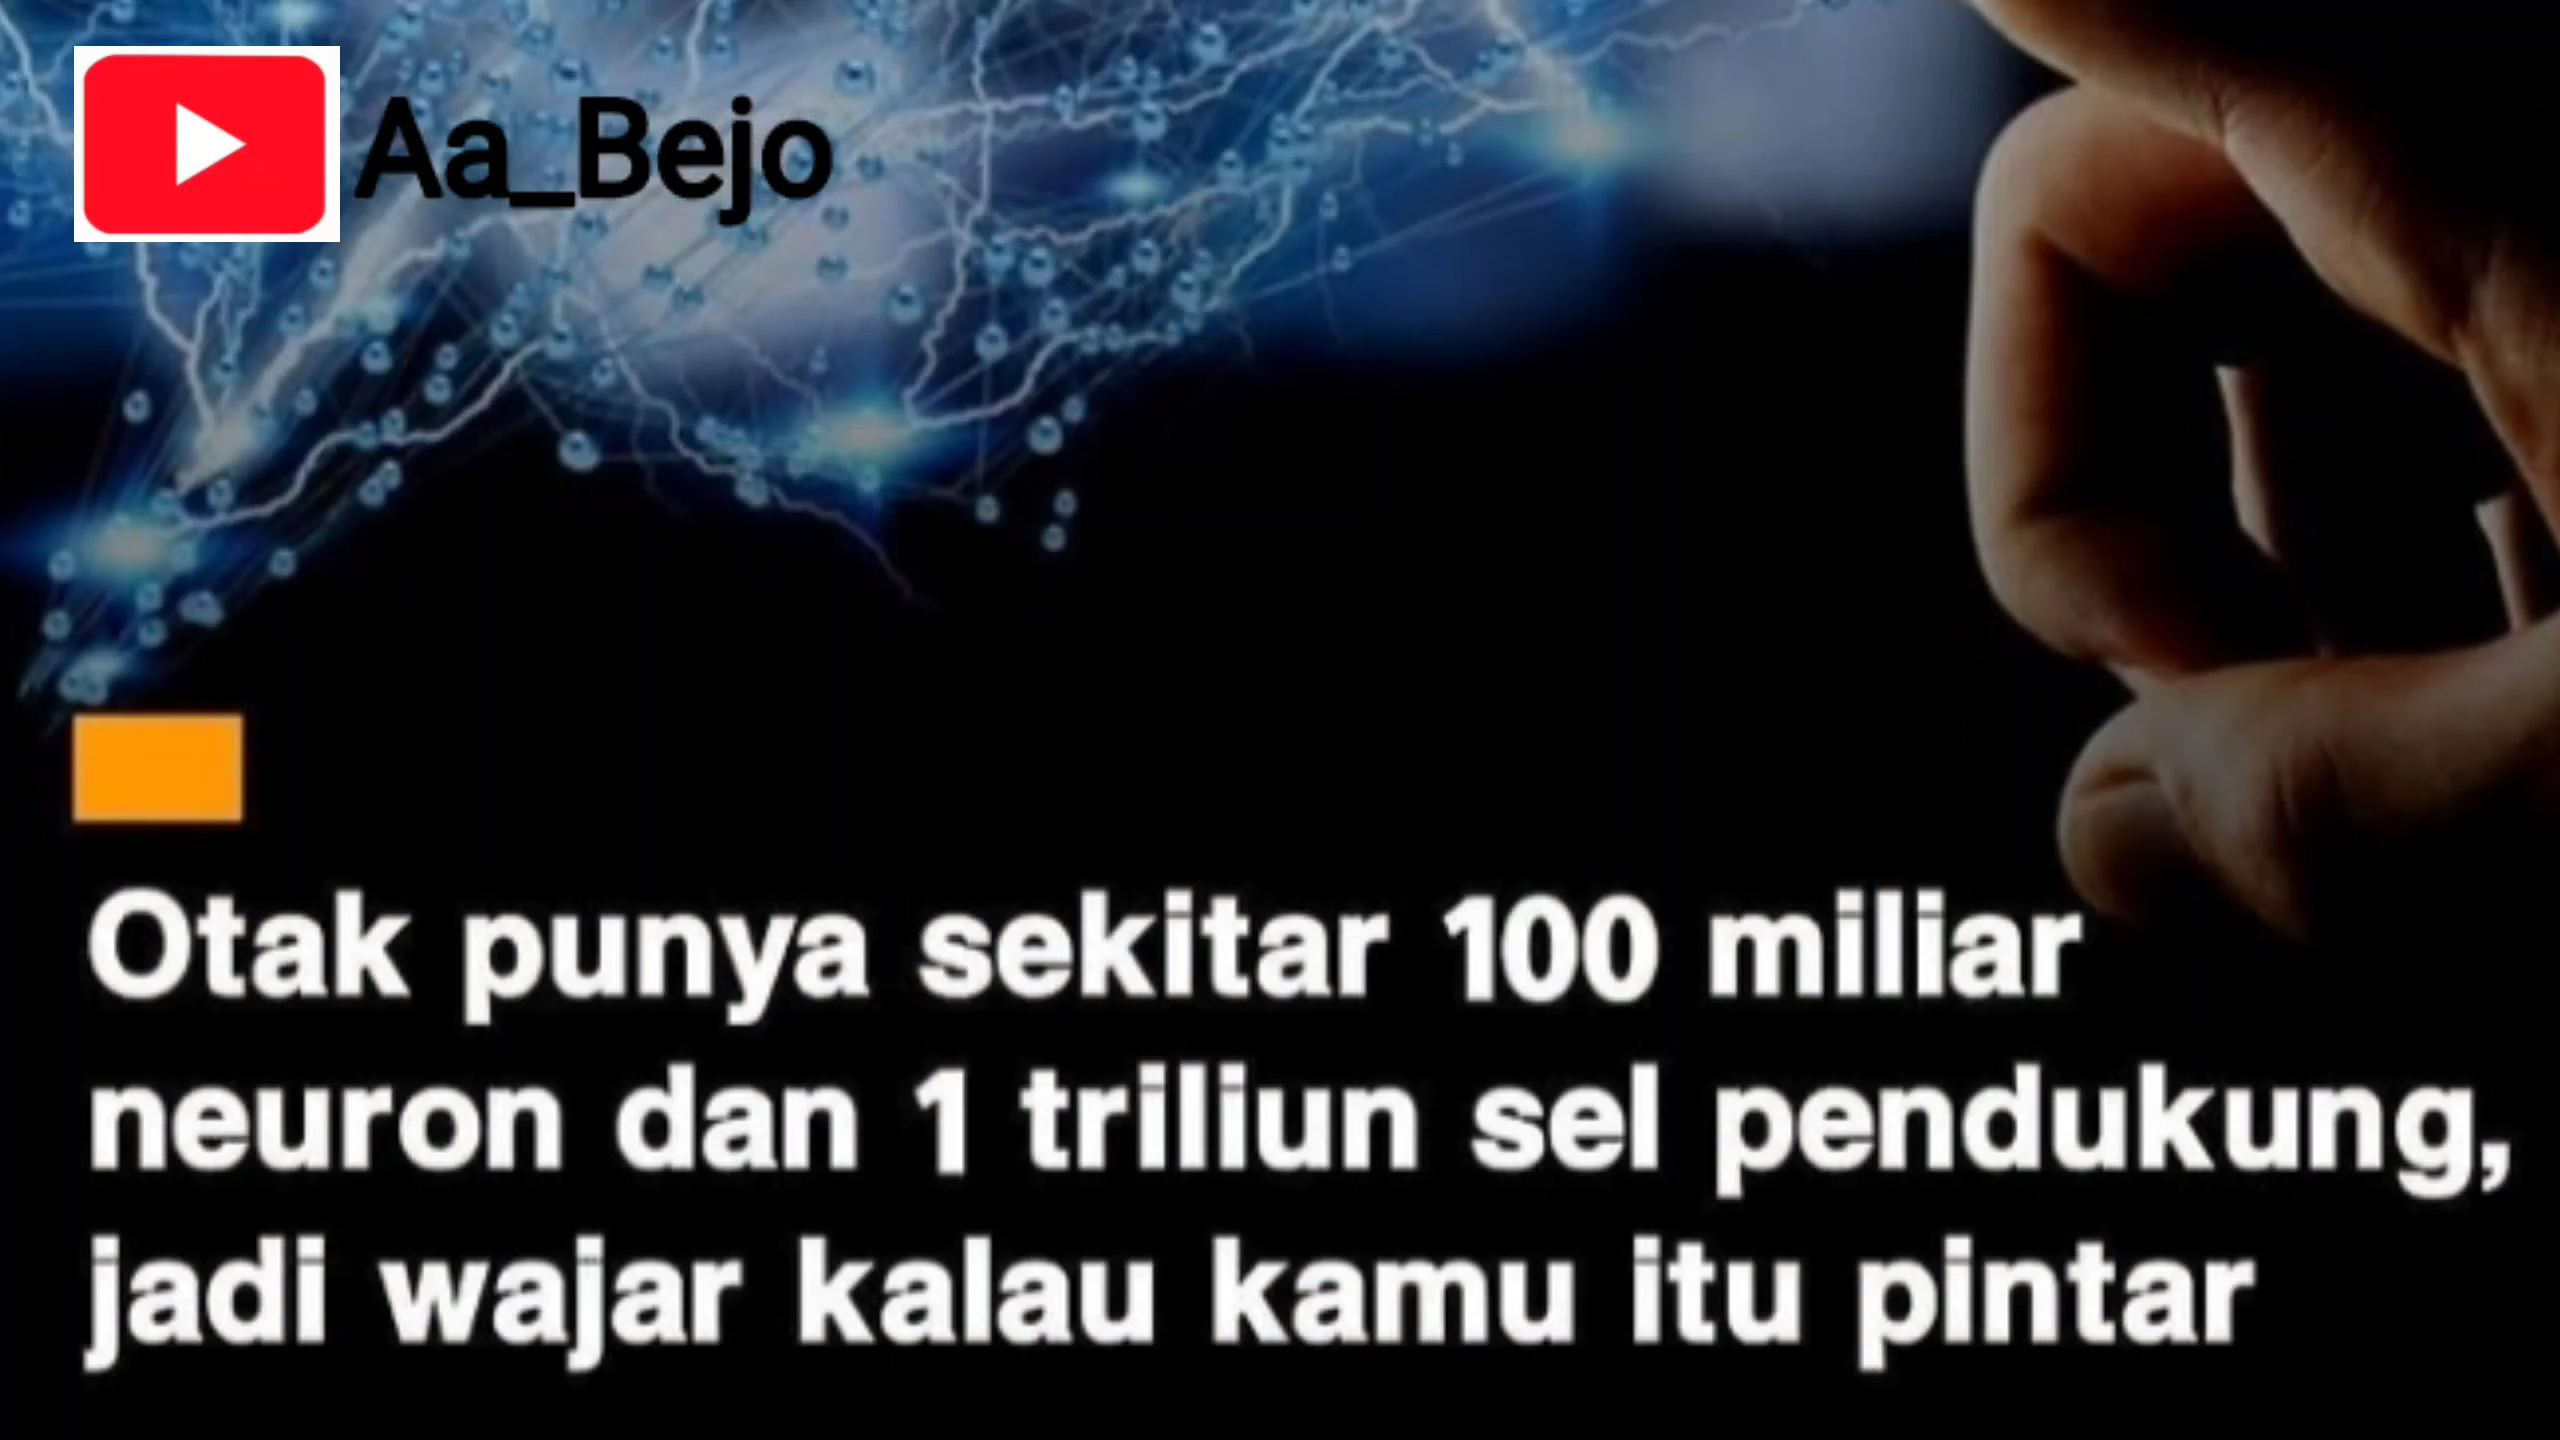 Aa_Bejo
Otak punya sekitar 100 miliar
neuron dan 1 triliun sel pendukung,
jadi wajar kalau kamu itu pintar